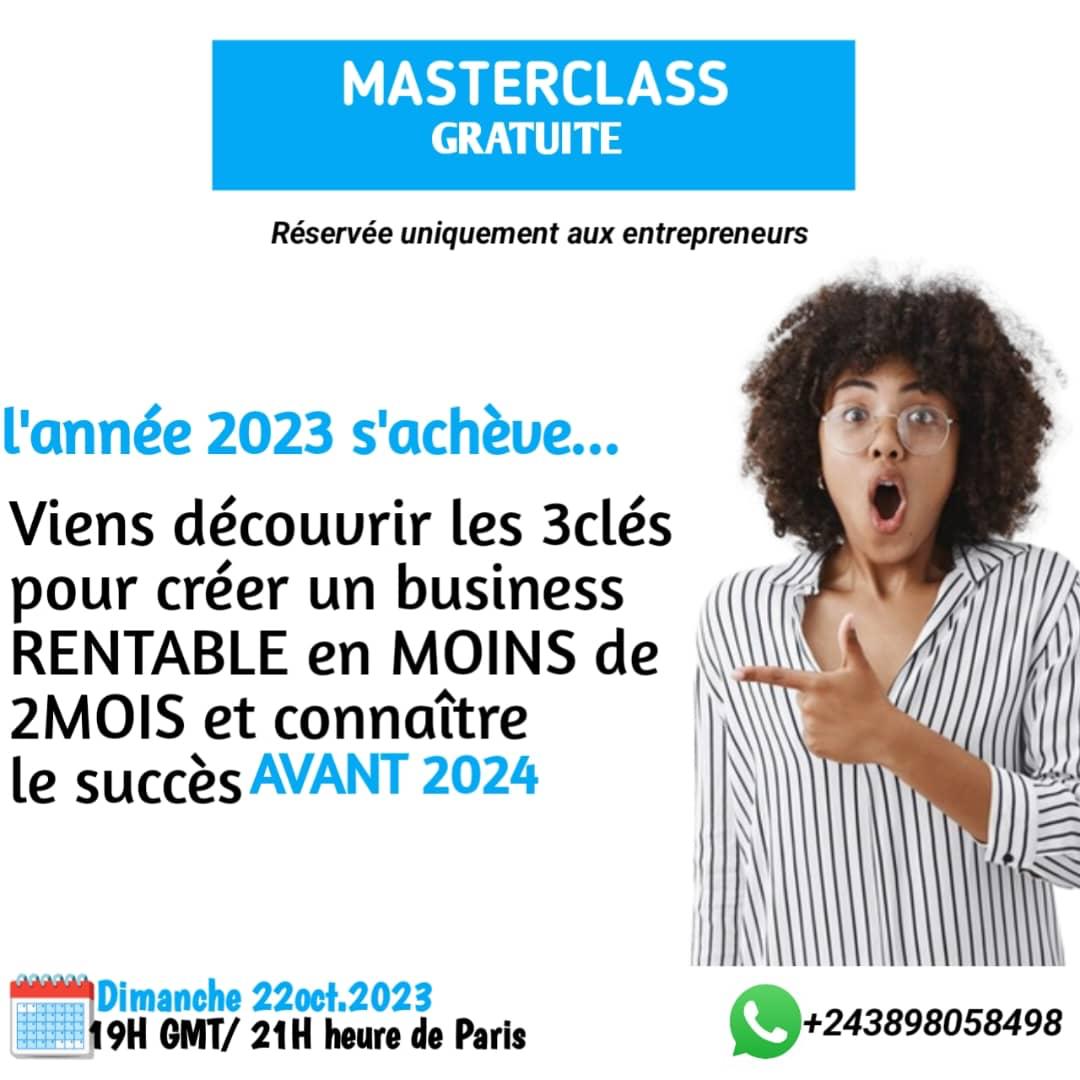 MASTERCLASS
GRATUITE
Réservée uniquement aux entrepreneurs
l'année 2023 s'achève...
Viens découvrir les 3clés
pour créer un business
RENTABLE en MOINS de
2MOIS et connaître
le succès AVANT 2024
Dimanche 22oct.2023
19H GMT/ 21H heure de Paris
+243898058498